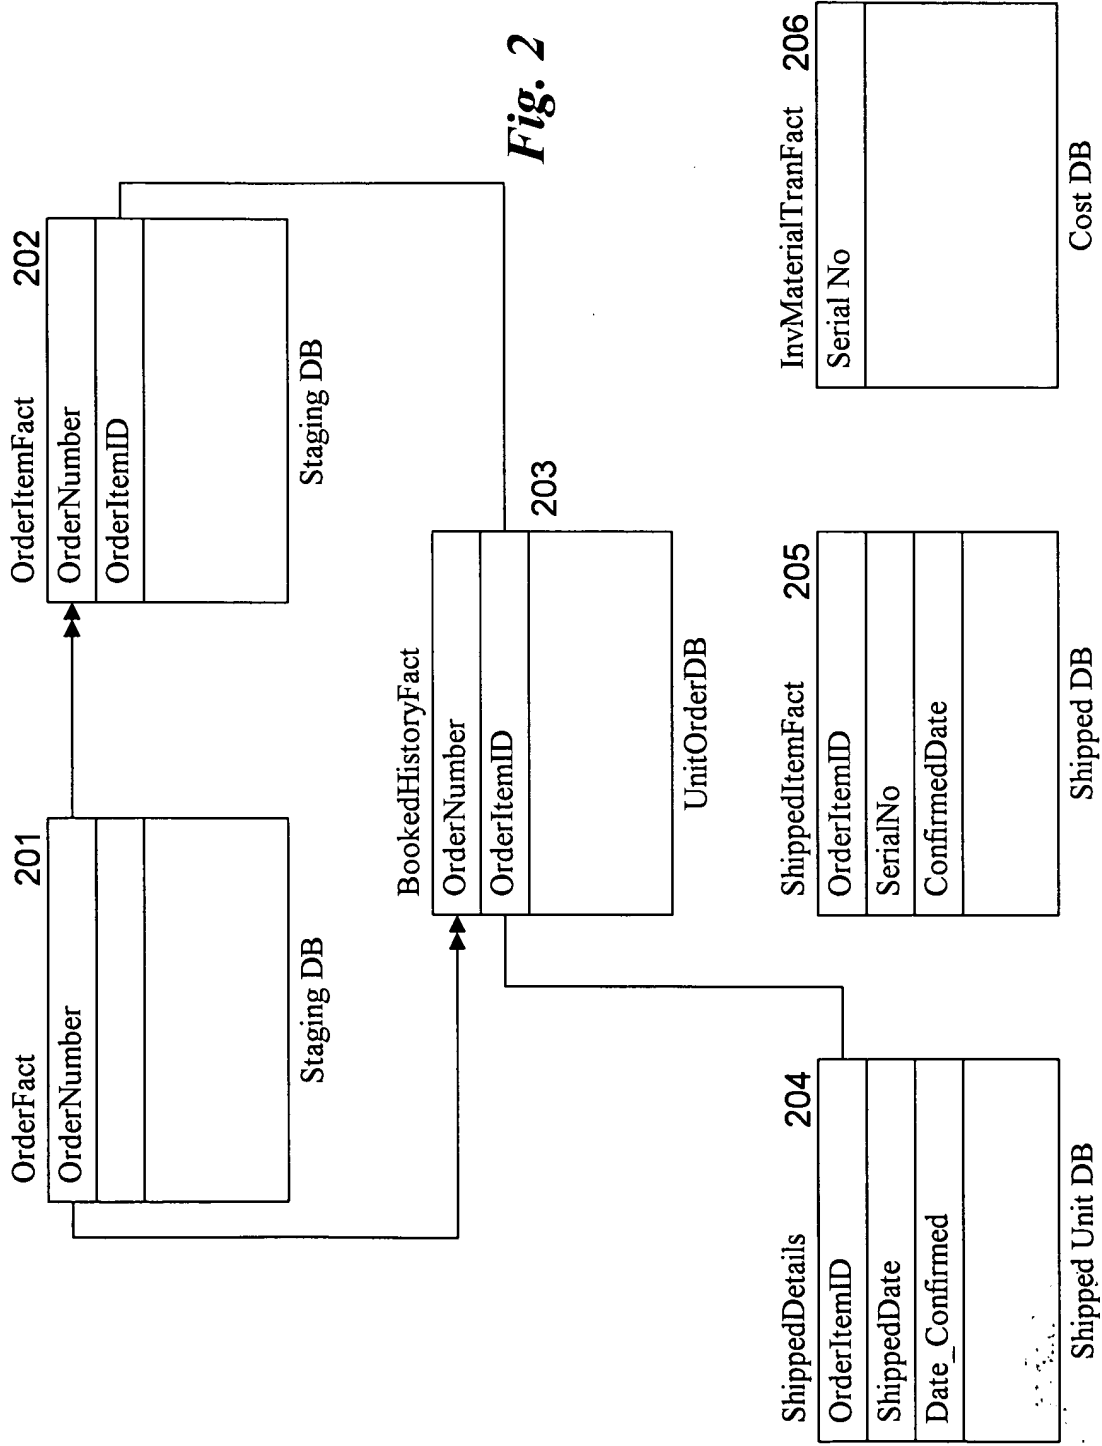 OrderFact
201
OrderNumber
Staging DB
OrderItemFact
202
OrderNumber
OrderItemID
Staging DB
BookedHistoryFact
OrderNumber
OrderItemID
203
UnitOrderDB
Fig. 2
ShippedDetails
204
OrderItemID
ShippedDate
Date_Confirmed
Shipped Unit DB
ShippedItemFact
205
OrderItemID
SerialNo
ConfirmedDate
Shipped DB
InvMaterialTranFact
206
Serial No
Cost DB